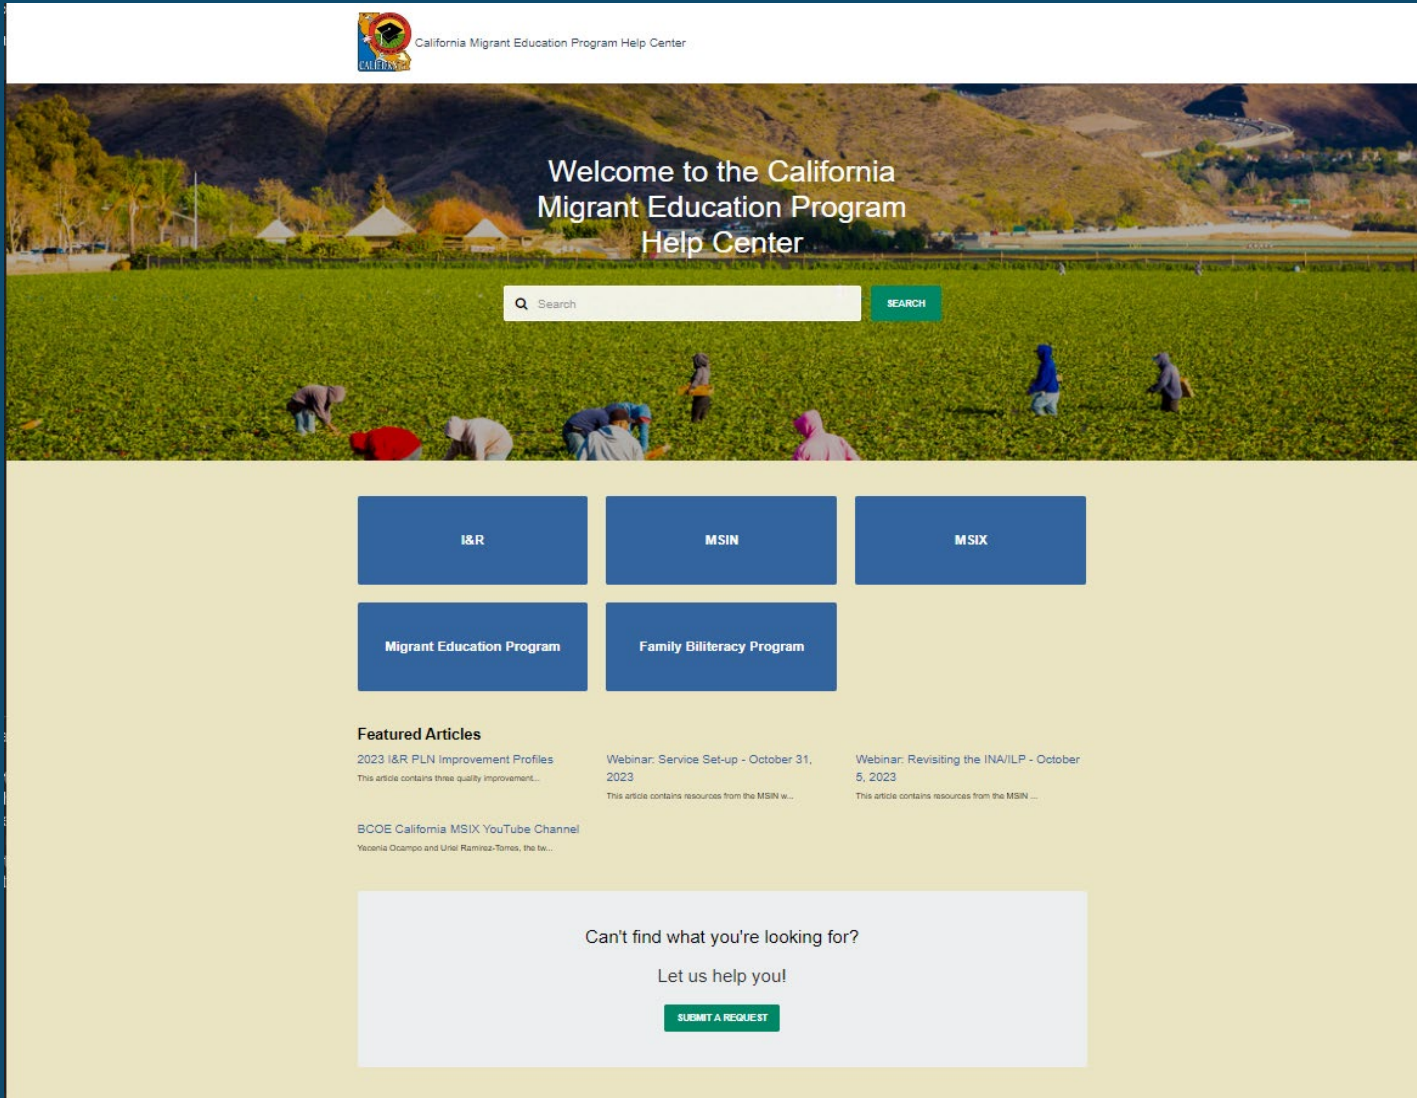 CALIFORNIA
California Migrant Education Program Help Center
Welcome to the California
Migrant Education Program
Help Center
Search
SEARCH
I&R
MSIN
MSIX
Migrant Education Program
Family Biliteracy Program
Featured Articles
2023 I&R PLN Improvement Profiles
This article contains three quality improvement...
Webinar: Service Set-up - October 31,
2023
This article contains resources from the MSIN w...
Webinar: Revisiting the INA/ILP - October
5, 2023
This article contains resources from the MSIN ...
BCOE California MSIX YouTube Channel
Yecenia Ocampo and Uriel Ramirez-Torres, the tw...
Can't find what you're looking for?
Let us help you!
SUBMIT A REQUEST